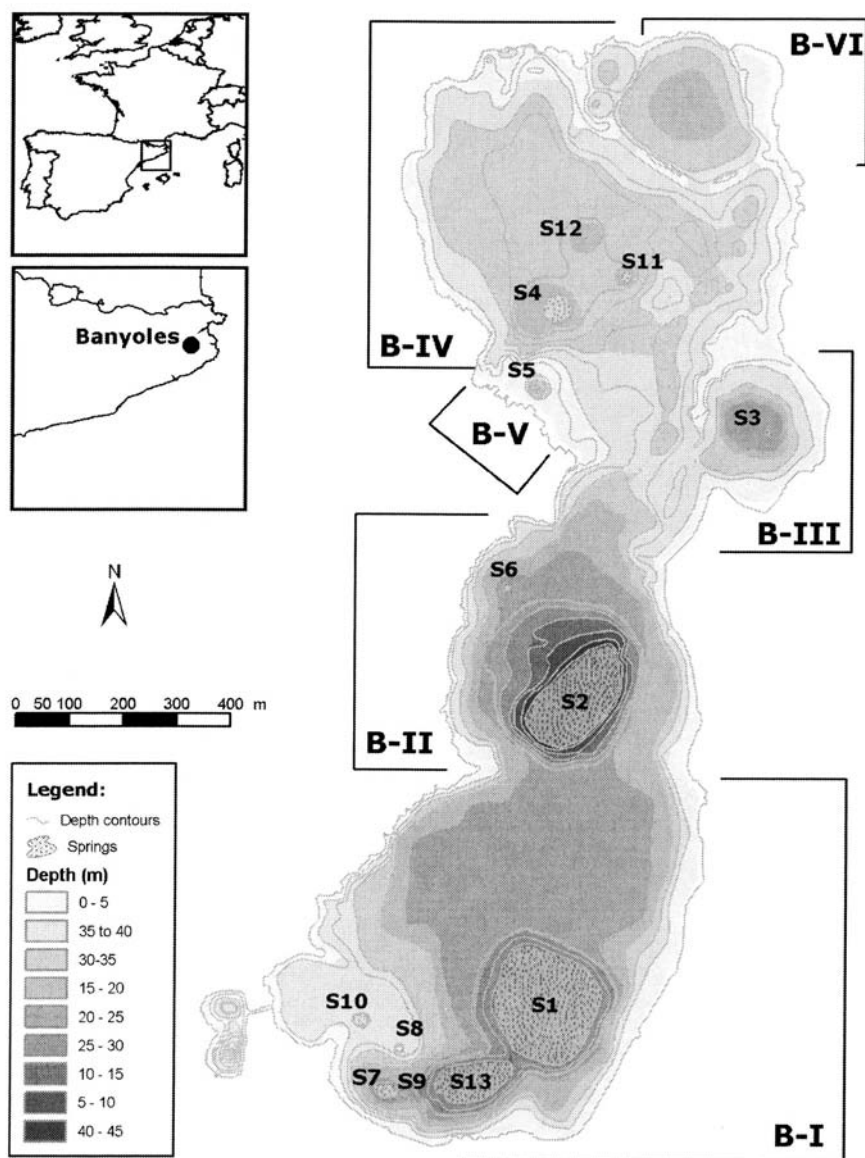 B-VI
S12
S11
S4
B-IV
S5
B-V
S3
B-III
Banyoles
N
0 50 100 200 300 400 m
S6
S2
B-II
Legend:
Depth contours
Springs
Depth (m)
0 - 5
35 to 40
30-35
15 - 20
20 - 25
25 - 30
10 - 15
5 - 10
40 - 45
S10
S8
S1
S7
S9
S13
B-I